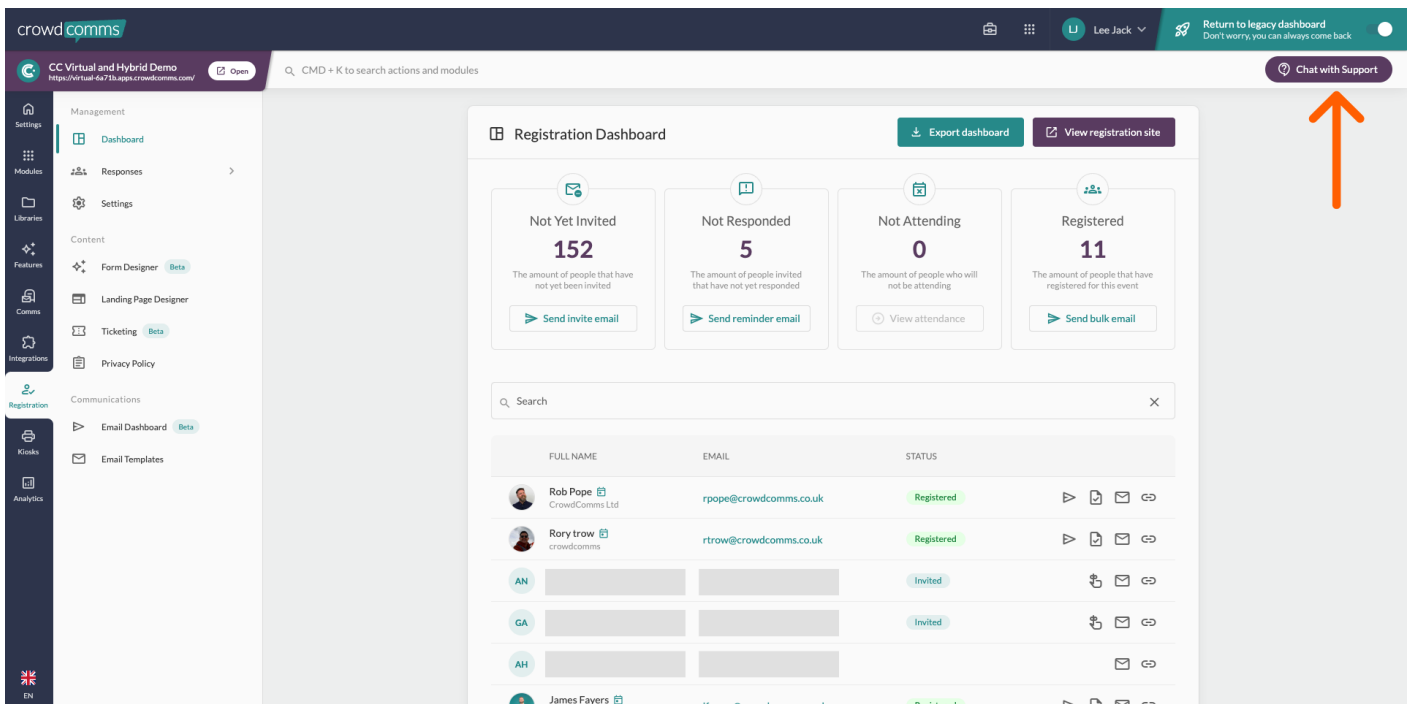 crowdcomms
Lee Jack
Return to legacy dashboard
Don't worry, you can always come back
CC Virtual and Hybrid Demo
https://virtual-6a71b.apps.crowdcomms.com/
Open
CMD + K to search actions and modules
Chat with Support
Settings
Modules
Libraries
Features
Comms
Integrations
Registration
Kiosks
Analytics
EN
Management
Dashboard
Responses
Settings
Content
Form Designer Beta
Landing Page Designer
Ticketing Beta
Privacy Policy
Communications
Email Dashboard Beta
Email Templates
Registration Dashboard
Export dashboard
View registration site
Not Yet Invited
152
The amount of people that have
not yet been invited
Send invite email
Not Responded
5
The amount of people invited
that have not yet responded
Send reminder email
Not Attending
0
The amount of people who will
not be attending
View attendance
Registered
11
The amount of people that have
registered for this event
Send bulk email
Search
FULL NAME EMAIL STATUS
Rob Pope
CrowdComms Ltd
rpope@crowdcomms.co.uk
Registered
Rory trow
crowdcomms
rtrow@crowdcomms.co.uk
Registered
AN
Invited
GA
Invited
AH
James Fayers